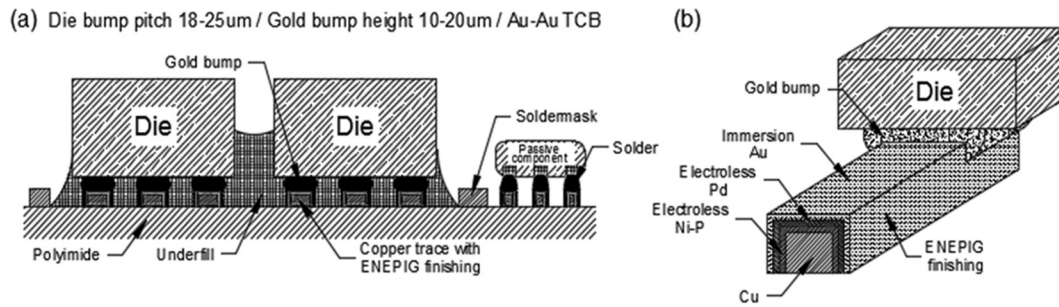 (a) Die bump pitch 18-25um / Gold bump height 10-20um / Au-Au TCB
Gold bump
Die
Die
Soldermask
Passive
component
Solder
Polyimide
Underfill
Copper trace with
ENEPIG finishing
(b)
Die
Gold bump
Immersion
Au
Electroless
Pd
Electroless
Ni-P
ENEPIG
finishing
Cu